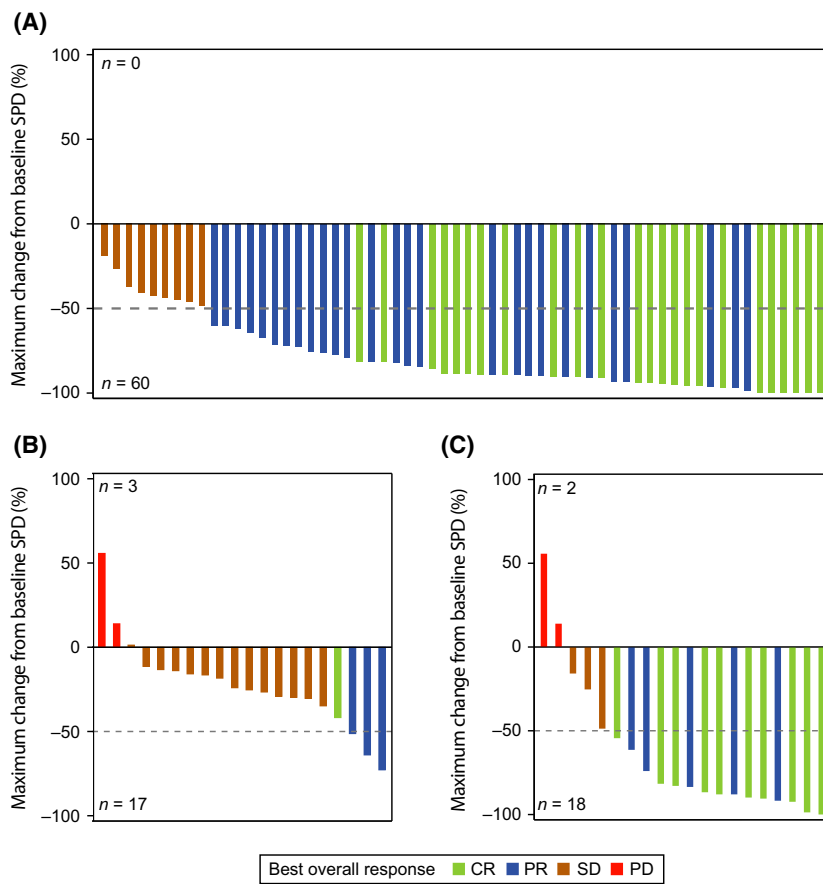 (A)
Maximum change from baseline SPD (%)
100
50
0
–50
–100
n = 0
n = 60
(B)
Maximum change from baseline SPD (%)
100
50
0
–50
–100
n = 3
n = 17
(C)
Maximum change from baseline SPD (%)
100
50
0
–50
–100
n = 2
n = 18
Best overall response CR PR SD PD